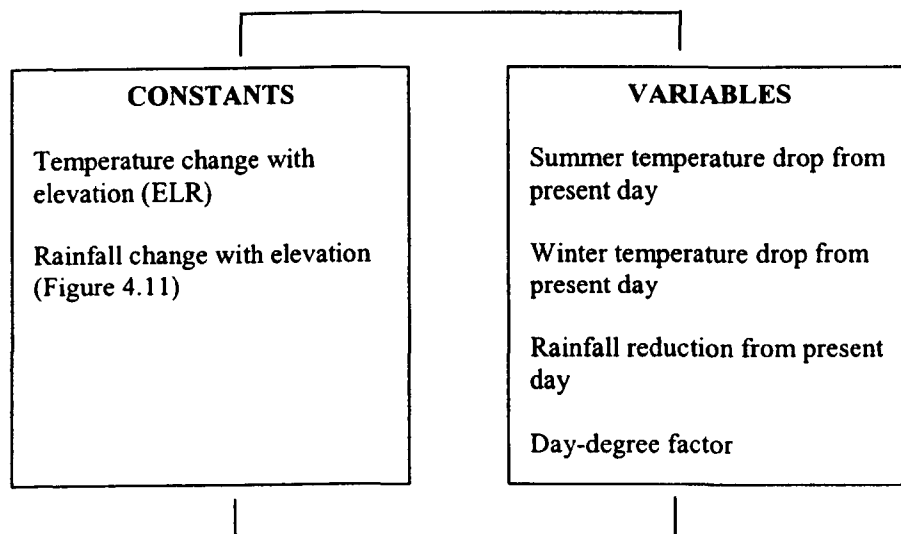 CONSTANTS
Temperature change with
elevation (ELR)
Rainfall change with elevation
(Figure 4.11)
VARIABLES
Summer temperature drop from
present day
Winter temperature drop from
present day
Rainfall reduction from present
day
Day-degree factor